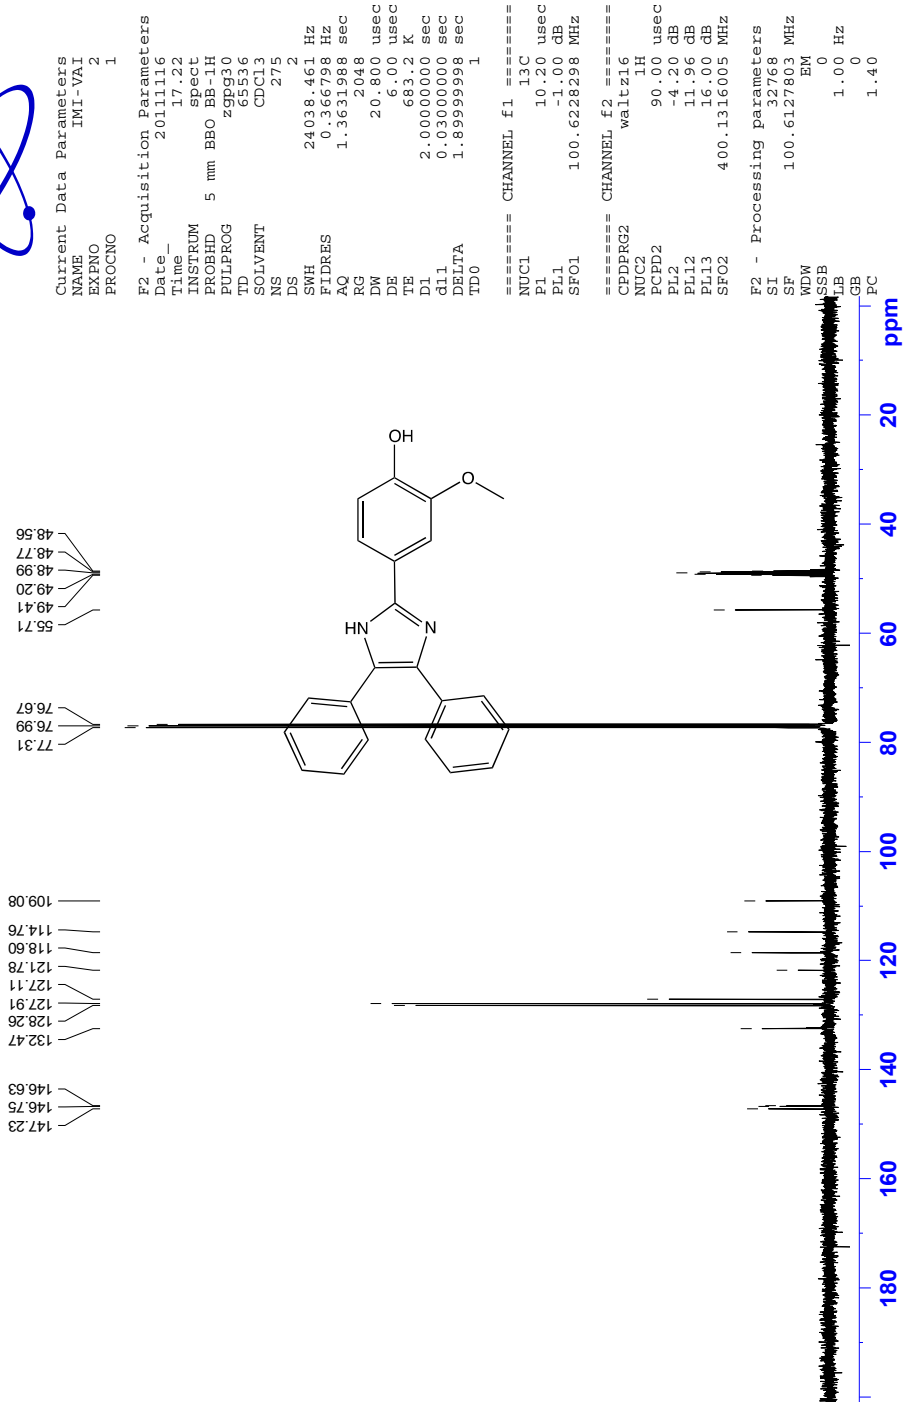 Current Data Parameters
NAME IMI-VAI
EXPNO 2
PROCNO 1
F2 - Acquisition Parameters
Date_ 20111116
Time 17.22
INSTRUM spect
PROBHD 5 mm BBO BB-1H
PULPROG zgpg30
TD 65536
SOLVENT CDCl3
NS 275
DS 2
SWH 24038.461 Hz
FIDRES 0.366798 Hz
AQ 1.3631988 sec
RG 2048
DW 20.800 usec
DE 6.00 usec
TE 683.2 K
D1 2.00000000 sec
d11 0.03000000 sec
DELTA 1.89999998 sec
TD0 1
======== CHANNEL f1 ========
NUC1 13C
P1 10.20 usec
PL1 -1.00 dB
SFO1 100.6228298 MHz
======== CHANNEL f2 ========
CPDPRG2 waltz16
NUC2 1H
PCPD2 90.00 usec
PL2 -4.20 dB
PL12 11.96 dB
PL13 16.00 dB
SFO2 400.1316005 MHz
F2 - Processing parameters
SI 32768
SF 100.6127803 MHz
WDW EM
SSB 0
LB 1.00 Hz
GB 0
PC 1.40
147.23
146.75
146.63
132.47
128.26
127.91
127.11
121.78
118.60
114.76
109.08
77.31
76.99
76.67
55.71
49.41
49.20
48.99
48.77
48.56
OH
O
HN
N
180 160 140 120 100 80 60 40 20 ppm